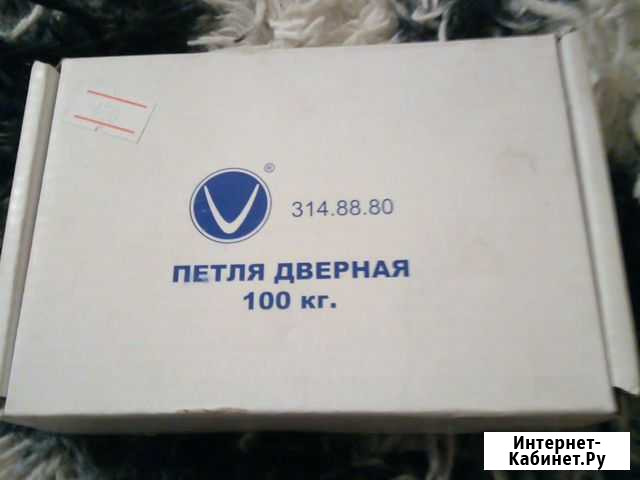 ®
314.88.80
ПЕТЛЯ ДВЕРНАЯ
100 кг.
Интернет-
Кабинет.Ру